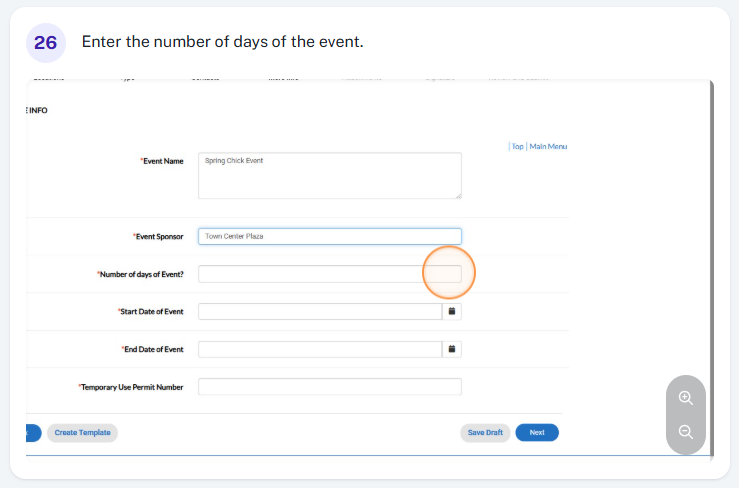 26 Enter the number of days of the event.
E INFO
| Top | Main Menu
*Event Name Spring Chick Event
*Event Sponsor Town Center Plaza
*Number of days of Event?
*Start Date of Event
*End Date of Event
*Temporary Use Permit Number
Create Template Save Draft Next